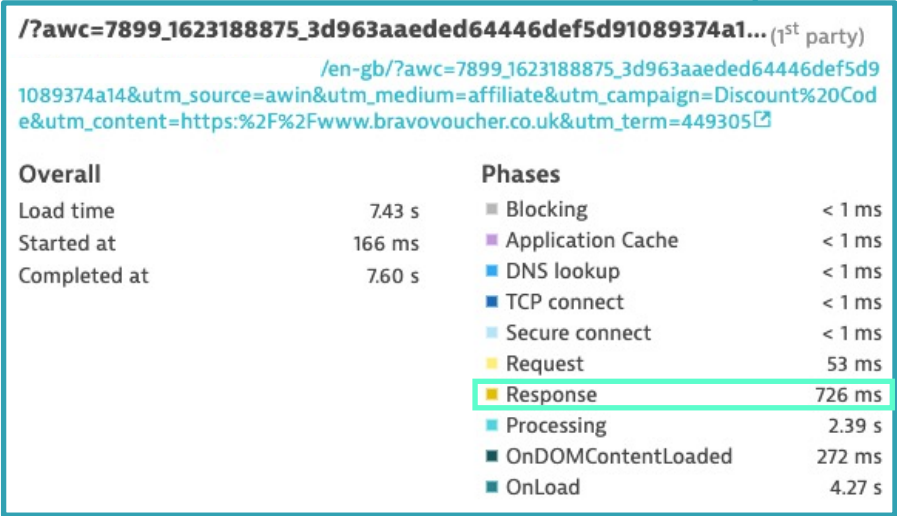 /?awc=7899_1623188875_3d963aaeded64446def5d91089374a1... (1st party)
/en-gb/?awc=7899_1623188875_3d963aaeded64446def5d9
1089374a14&utm_source=awin&utm_medium=affiliate&utm_campaign=Discount%20Cod
e&utm_content=https:%2F%2Fwww.bravovoucher.co.uk&utm_term=449305
Overall
Load time 7.43 s
Started at 166 ms
Completed at 7.60 s
Phases
Blocking < 1 ms
Application Cache < 1 ms
DNS lookup < 1 ms
TCP connect < 1 ms
Secure connect < 1 ms
Request 53 ms
Response 726 ms
Processing 2.39 s
OnDOMContentLoaded 272 ms
OnLoad 4.27 s